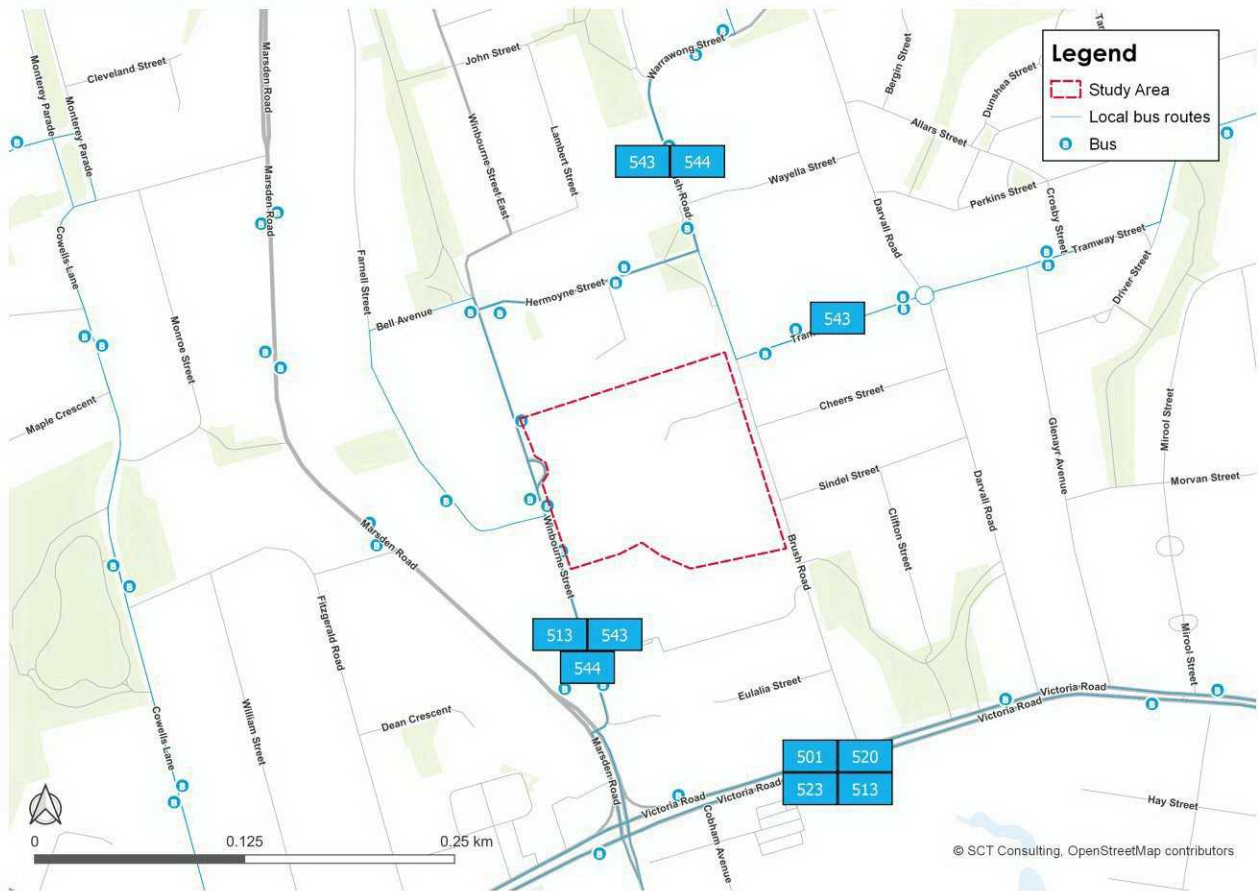 Legend
Study Area
Local bus routes
B Bus
Monterey Parade
Monterey Parade
Cleveland Street
Marsden Road
Marsden Road
John Street
Winbourne Street East
Lambert Street
Warrawong Street
Bergin Street
Dunshea Street
Allars Street
Wayella Street
Perkins Street
Crosby Street
Tramway Street
Driver Street
Darvall Road
543 544
Cowells Lane
Farnell Street
Monroe Street
Bell Avenue
Hermoyne Street
543
Maple Crescent
Cheers Street
Sindel Street
Clifton Street
Darvall Road
Glenayr Avenue
Mirool Street
Morvan Street
Marsden Road
Winbourne Street
Brush Road
Fitzgerald Road
513 543
544
Eulalia Street
Mirool Street
Victoria Road
Victoria Road
Dean Crescent
William Street
Cowells Lane
Marsden Road
501 520
523 513
Victoria Road
Victoria Road
Cobham Avenue
Hay Street
0 0.125 0.25 km
© SCT Consulting, OpenStreetMap contributors